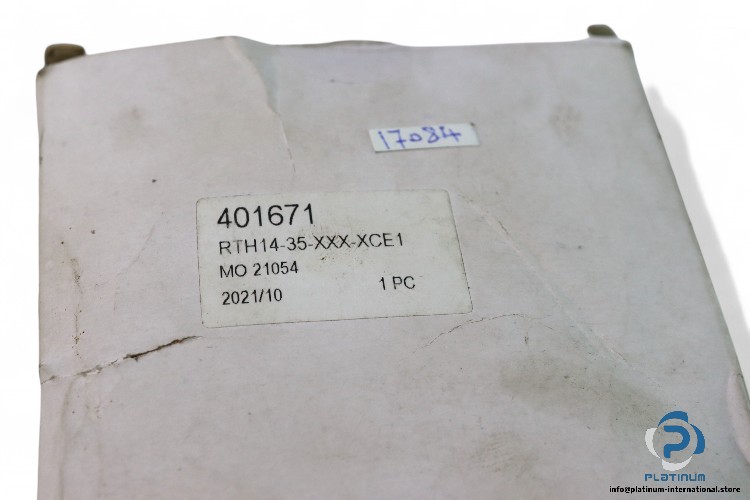 17084
401671
RTH14-35-XXX-XCE1
MO 21054
2021/10 1 PC
PLATINUM
info@platinum-international.store